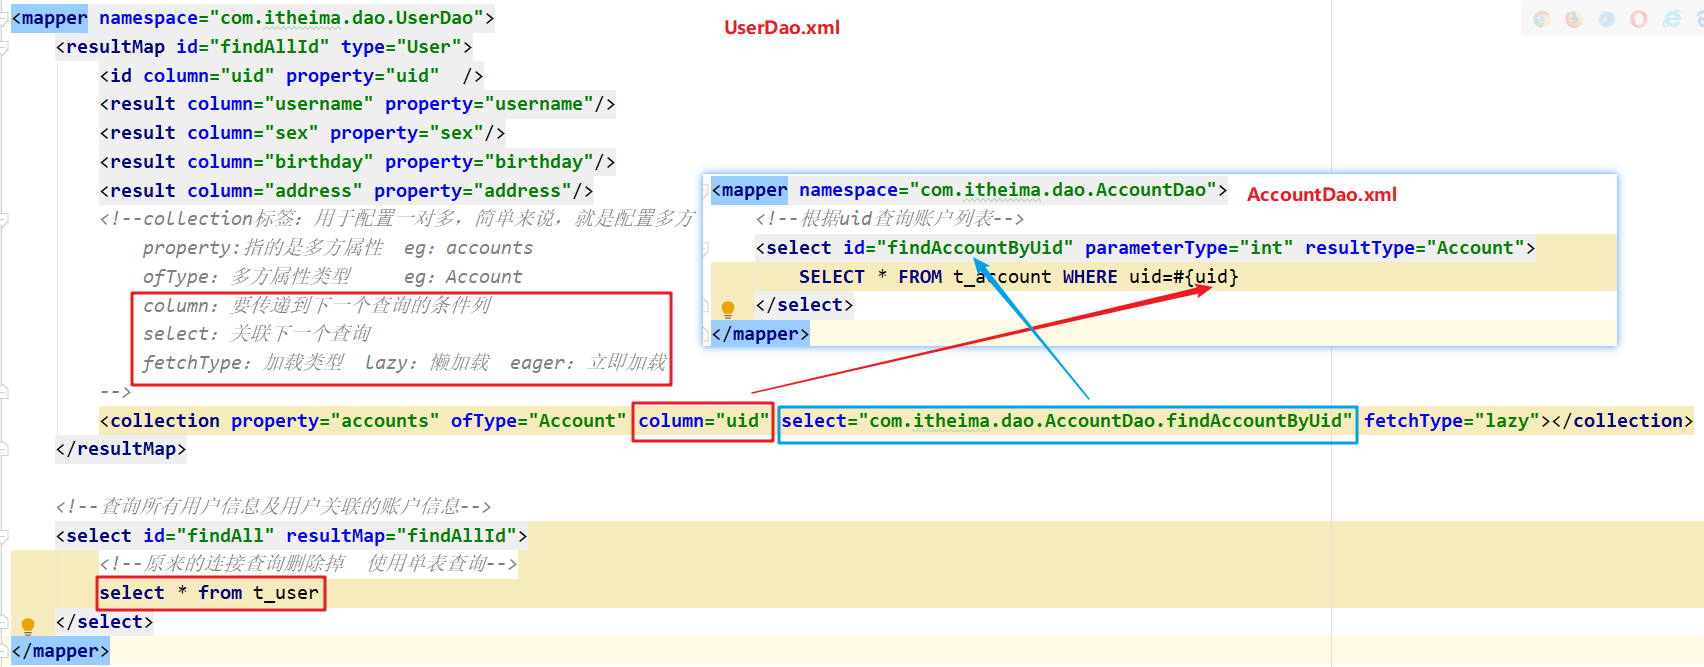 <mapper namespace="com.itheima.dao.UserDao">
UserDao.xml
<resultMap id="findAllId" type="User">
<id column="uid" property="uid" />
<result column="username" property="username"/>
<result column="sex" property="sex"/>
<result column="birthday" property="birthday"/>
<result column="address" property="address"/>
<!--collection标签：用于配置一对多，简单来说，就是配置多方
property:指的是多方属性 eg：accounts
ofType：多方属性类型 eg：Account
column：要传递到下一个查询的条件列
select：关联下一个查询
fetchType：加载类型 lazy：懒加载 eager：立即加载
-->
<collection property="accounts" ofType="Account" column="uid" select="com.itheima.dao.AccountDao.findAccountByUid" fetchType="lazy"></collection>
</resultMap>
<!--查询所有用户信息及用户关联的账户信息-->
<select id="findAll" resultMap="findAllId">
<!--原来的连接查询删除掉 使用单表查询-->
select * from t_user
</select>
</mapper>
<mapper namespace="com.itheima.dao.AccountDao">
AccountDao.xml
<!--根据uid查询账户列表-->
<select id="findAccountByUid" parameterType="int" resultType="Account">
SELECT * FROM t_account WHERE uid=#{uid}
</select>
</mapper>